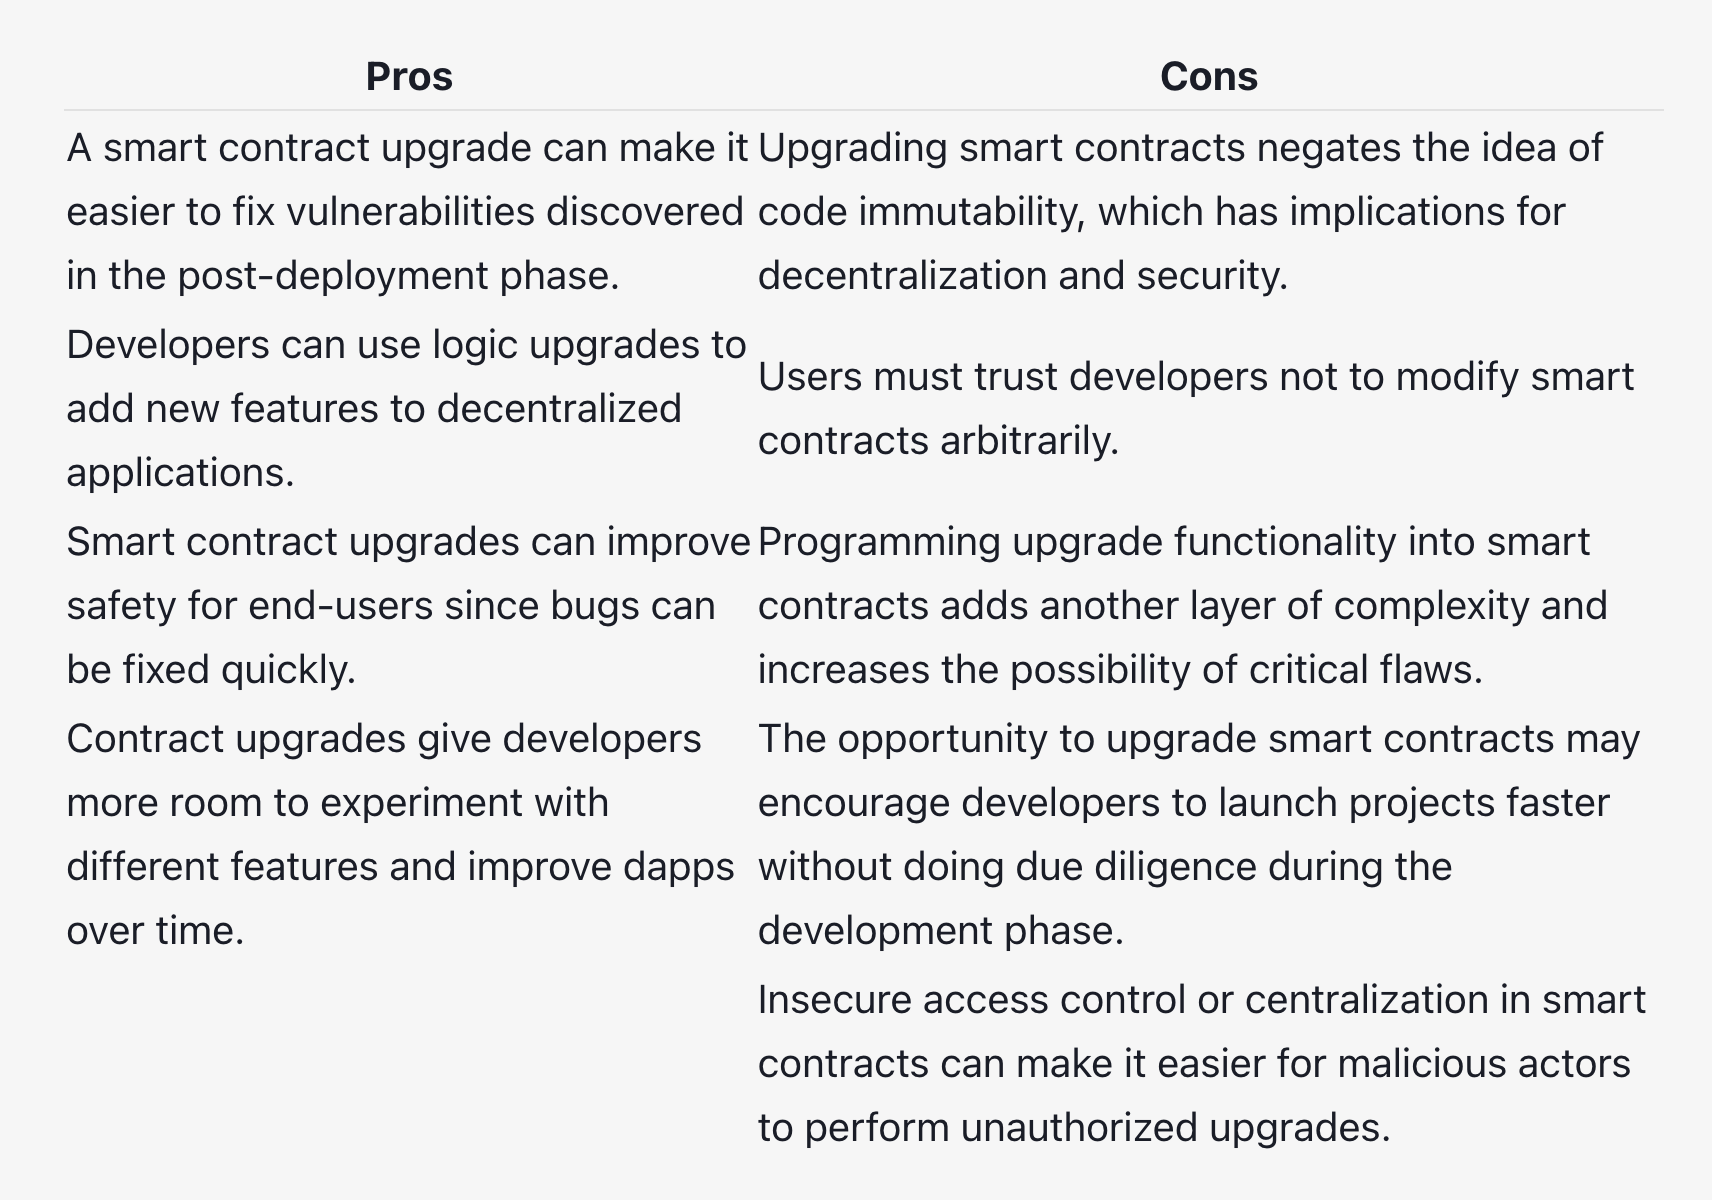 Pros
Cons
A smart contract upgrade can make it
easier to fix vulnerabilities discovered
in the post-deployment phase.
Upgrading smart contracts negates the idea of
code immutability, which has implications for
decentralization and security.
Developers can use logic upgrades to
add new features to decentralized
applications.
Users must trust developers not to modify smart
contracts arbitrarily.
Smart contract upgrades can improve
safety for end-users since bugs can
be fixed quickly.
Programming upgrade functionality into smart
contracts adds another layer of complexity and
increases the possibility of critical flaws.
Contract upgrades give developers
more room to experiment with
different features and improve dapps
over time.
The opportunity to upgrade smart contracts may
encourage developers to launch projects faster
without doing due diligence during the
development phase.
Insecure access control or centralization in smart
contracts can make it easier for malicious actors
to perform unauthorized upgrades.